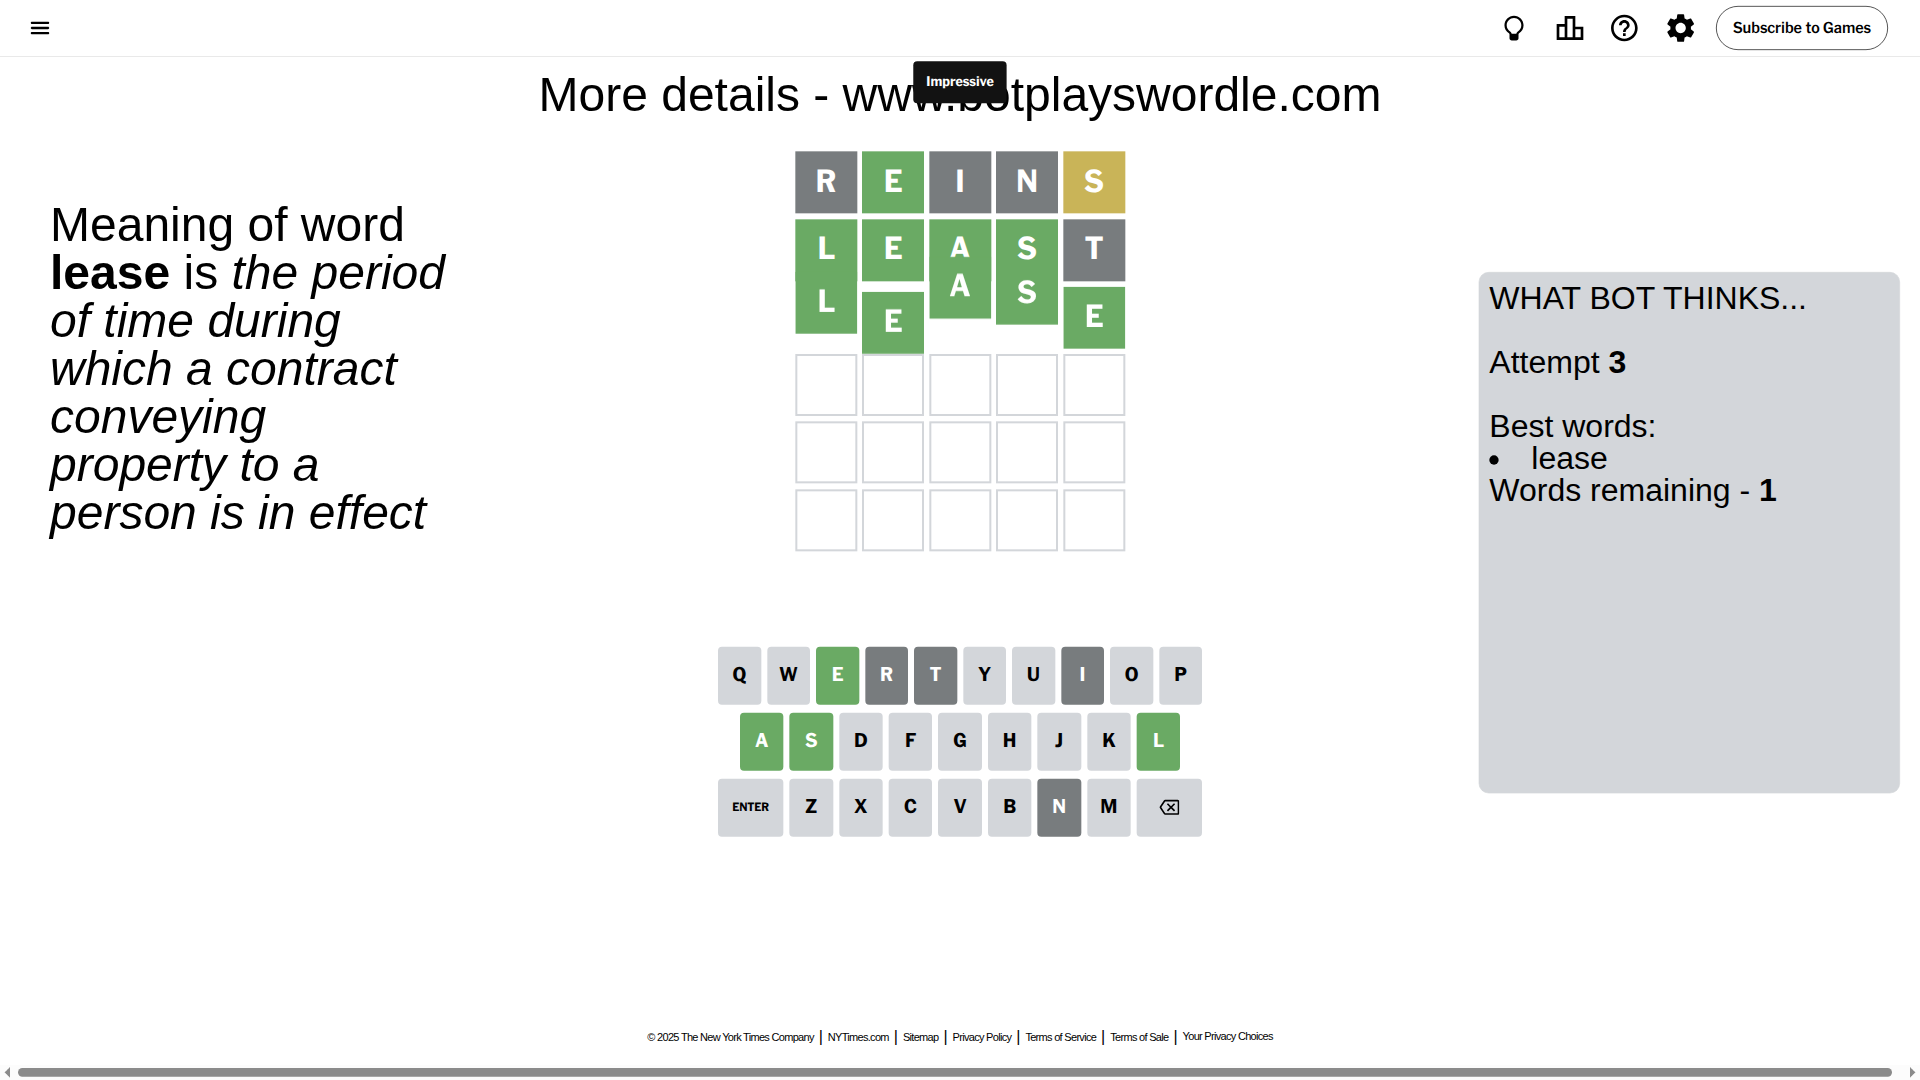 Subscribe to Games
Impressive
More details - www.botplayswordle.com
Meaning of word
lease is the period
of time during
which a contract
conveying
property to a
person is in effect
R E I N S
L E A S T
L E A S E
WHAT BOT THINKS...
Attempt 3
Best words:
• lease
Words remaining - 1
Q W E R T Y U I O P
A S D F G H J K L
ENTER Z X C V B N M
© 2025 The New York Times Company | NYTimes.com | Sitemap | Privacy Policy | Terms of Service | Terms of Sale | Your Privacy Choices